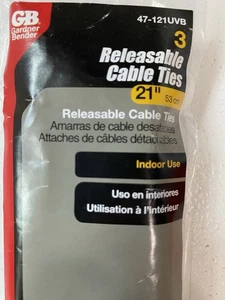 47-121UVB
GB
Gardner
Bender
3
Releasable
Cable Ties
21" 53 cm
Releasable Cable Ties
Amarras de cable desatables
Attaches de câbles détachables
Indoor Use
Uso en interiores
Utilisation à l'intérieur